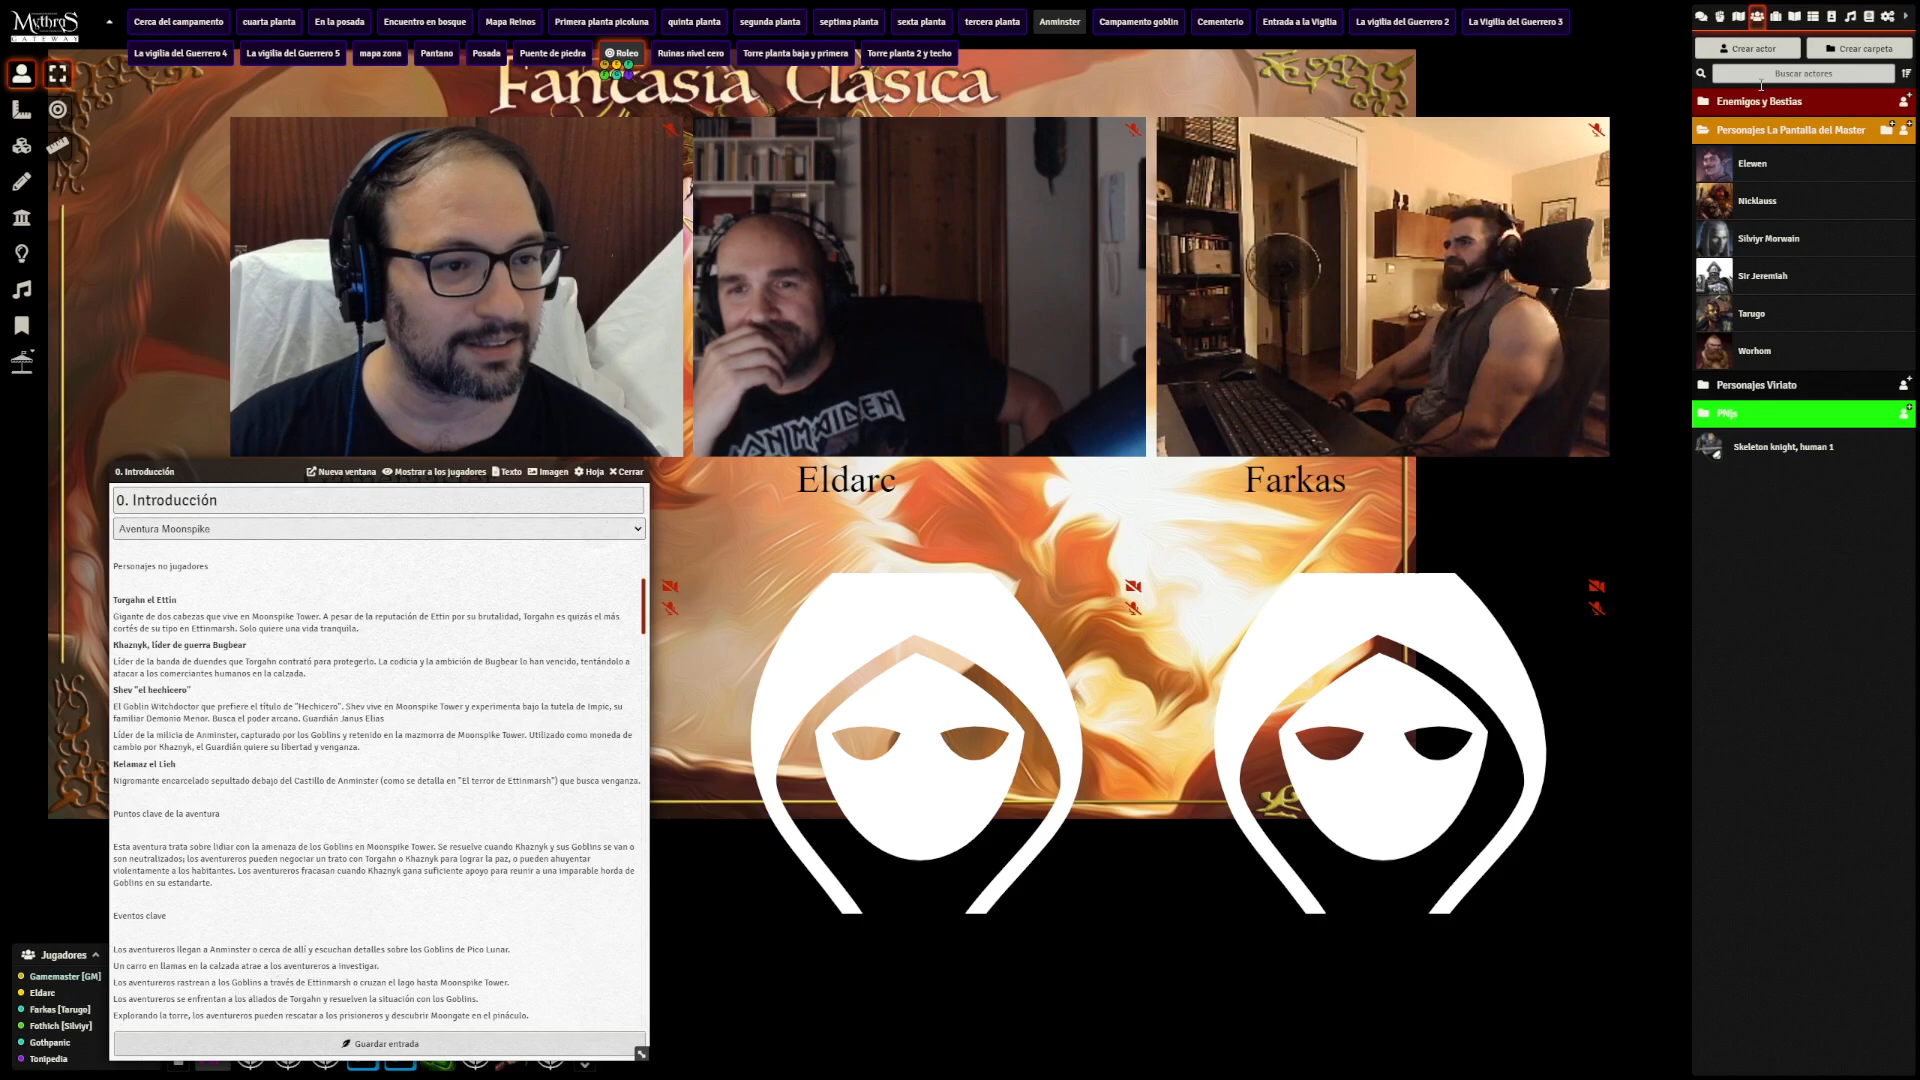 Mythros
GATEWAY
Cerca del campamento
cuarta planta
En la posada
Encuentro en bosque
Mapa Reinos
Primera planta picoluna
quinta planta
segunda planta
septima planta
sexta planta
tercera planta
Anminster
Campamento goblin
Cementerio
Entrada a la Vigilia
La vigilia del Guerrero 2
La Vigilia del Guerrero 3
La vigilia del Guerrero 4
La vigilia del Guerrero 5
mapa zona
Pantano
Posada
Puente de piedra
Roleo
Ruinas nivel cero
Torre planta baja y primera
Torre planta 2 y techo
Fantasía Clásica
IRON MAIDEN
Eldarc
Farkas
0. Introducción
Nueva ventana
Mostrar a los jugadores
Texto
Imagen
Hoja
Cerrar
0. Introducción
Aventura Moonspike
Personajes no jugadores
Torgahn el Ettin
Gigante de dos cabezas que vive en Moonspike Tower. A pesar de la reputación de Ettin por su brutalidad, Torgahn es quizás el más
cortés de su tipo en Ettinmarsh. Solo quiere una vida tranquila.
Khaznyk, líder de guerra Bugbear
Líder de la banda de duendes que Torgahn contrató para protegerlo. La codicia y la ambición de Bugbear lo han vencido, tentándolo a
atacar a los comerciantes humanos en la calzada.
Shev "el hechicero"
El Goblin Witchdoctor que prefiere el título de "Hechicero". Shev vive en Moonspike Tower y experimenta bajo la tutela de Impic, su
familiar Demonio Menor. Busca el poder arcano. Guardián Janus Elias
Líder de la milicia de Anminster, capturado por los Goblins y retenido en la mazmorra de Moonspike Tower. Utilizado como moneda de
cambio por Khaznyk, el Guardián quiere su libertad y venganza.
Kelamaz el Lich
Nigromante encarcelado sepultado debajo del Castillo de Anminster (como se detalla en "El terror de Ettinmarsh") que busca venganza.
Puntos clave de la aventura
Esta aventura trata sobre lidiar con la amenaza de los Goblins en Moonspike Tower. Se resuelve cuando Khaznyk y sus Goblins se van o
son neutralizados; los aventureros pueden negociar un trato con Torgahn o Khaznyk para lograr la paz, o pueden ahuyentar
violentamente a los habitantes. Los aventureros fracasan cuando Khaznyk gana suficiente apoyo para reunir a una imparable horda de
Goblins en su estandarte.
Eventos clave
Los aventureros llegan a Anminster o cerca de allí y escuchan detalles sobre los Goblins de Pico Lunar.
Un carro en llamas en la calzada atrae a los aventureros a investigar.
Los aventureros rastrean a los Goblins a través de Ettinmarsh o cruzan el lago hasta Moonspike Tower.
Los aventureros se enfrentan a los aliados de Torgahn y resuelven la situación con los Goblins.
Explorando la torre, los aventureros pueden rescatar a los prisioneros y descubrir Moongate en el pináculo.
Guardar entrada
Jugadores
Gamemaster [GM]
Eldarc
Farkas [Tarugo]
Fothich [Silviyr]
Gothpanic
Tonipedia
Crear actor
Crear carpeta
Buscar actores
Enemigos y Bestias
Personajes La Pantalla del Master
Elewen
Nicklauss
Silviyr Morwain
Sir Jeremiah
Tarugo
Worhom
Personajes Viriato
PNjs
Skeleton knight, human 1